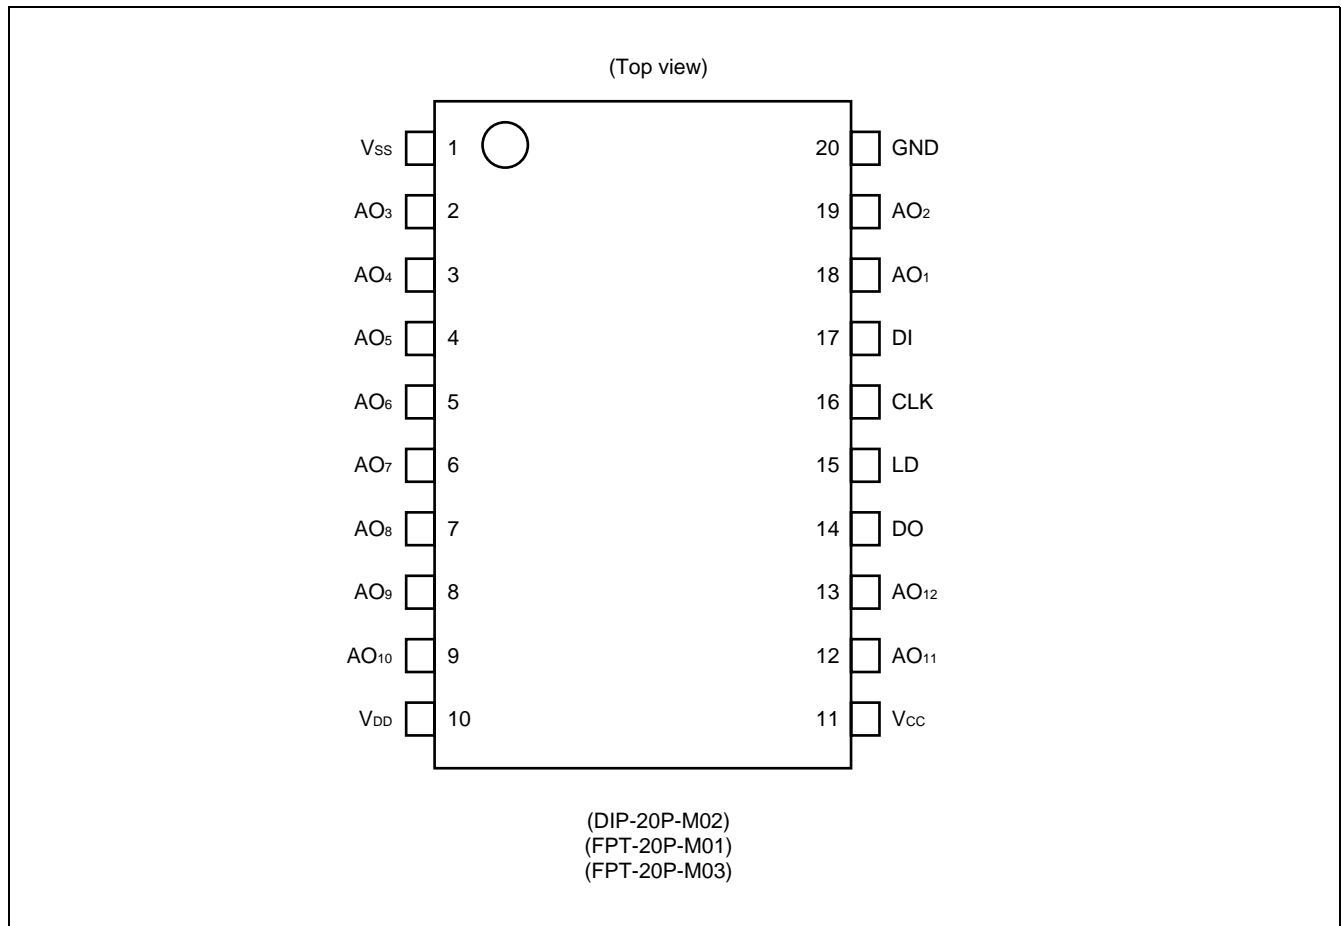 (Top view)
VSS 1 20 GND
AO3 2 19 AO2
AO4 3 18 AO1
AO5 4 17 DI
AO6 5 16 CLK
AO7 6 15 LD
AO8 7 14 DO
AO9 8 13 AO12
AO10 9 12 AO11
VDD 10 11 VCC
(DIP-20P-M02)
(FPT-20P-M01)
(FPT-20P-M03)